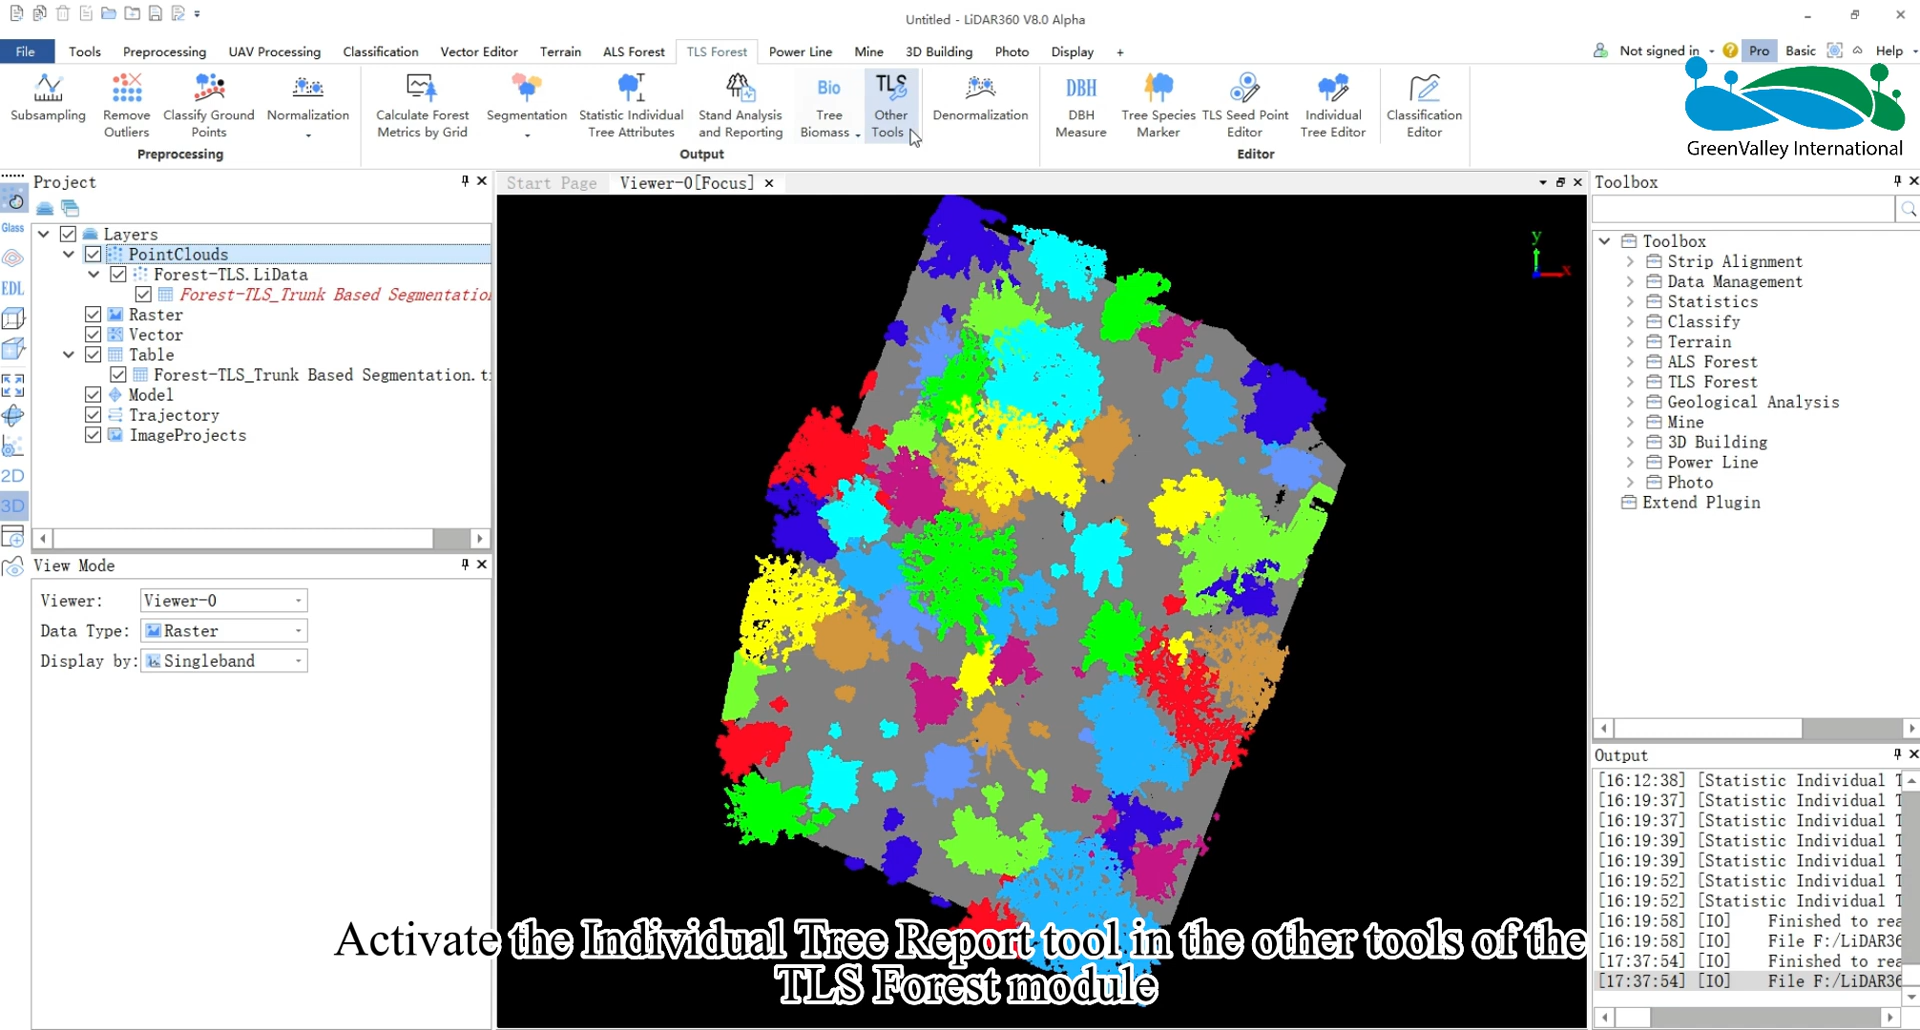 Untitled - LiDAR360 V8.0 Alpha
File Tools Preprocessing UAV Processing Classification Vector Editor Terrain ALS Forest TLS Forest Power Line Mine 3D Building Photo Display + Not signed in Pro Basic Help
Subsampling
Remove Outliers
Classify Ground Points
Normalization
Preprocessing
Calculate Forest Metrics by Grid
Segmentation
Statistic Individual Tree Attributes
Stand Analysis and Reporting
Bio
Tree Biomass
TLS
Other Tools
Output
Denormalization
DBH
DBH Measure
Tree Species Marker
TLS Seed Point Editor
Individual Tree Editor
Classification Editor
Editor
GreenValley International
Project
Glass
EDL
2D
3D
Layers
PointClouds
Forest-TLS.LiData
Forest-TLS_Trunk Based Segmentatio
Raster
Vector
Table
Forest-TLS_Trunk Based Segmentation.t
Model
Trajectory
ImageProjects
View Mode
Viewer: Viewer-0
Data Type: Raster
Display by: Singleband
Start Page Viewer-0[Focus]
y
x
Toolbox
Toolbox
Strip Alignment
Data Management
Statistics
Classify
Terrain
ALS Forest
TLS Forest
Geological Analysis
Mine
3D Building
Power Line
Photo
Extend Plugin
Output
[16:12:38] [Statistic Individual T
[16:19:37] [Statistic Individual T
[16:19:37] [Statistic Individual T
[16:19:39] [Statistic Individual T
[16:19:39] [Statistic Individual T
[16:19:52] [Statistic Individual T
[16:19:52] [Statistic Individual T
[16:19:58] [IO] Finished to rea
[16:19:58] [IO] File F:/LiDAR36
[17:37:54] [IO] Finished to rea
[17:37:54] [IO] File F:/LiDAR36
Activate the Individual Tree Report tool in the other tools of the
TLS Forest module